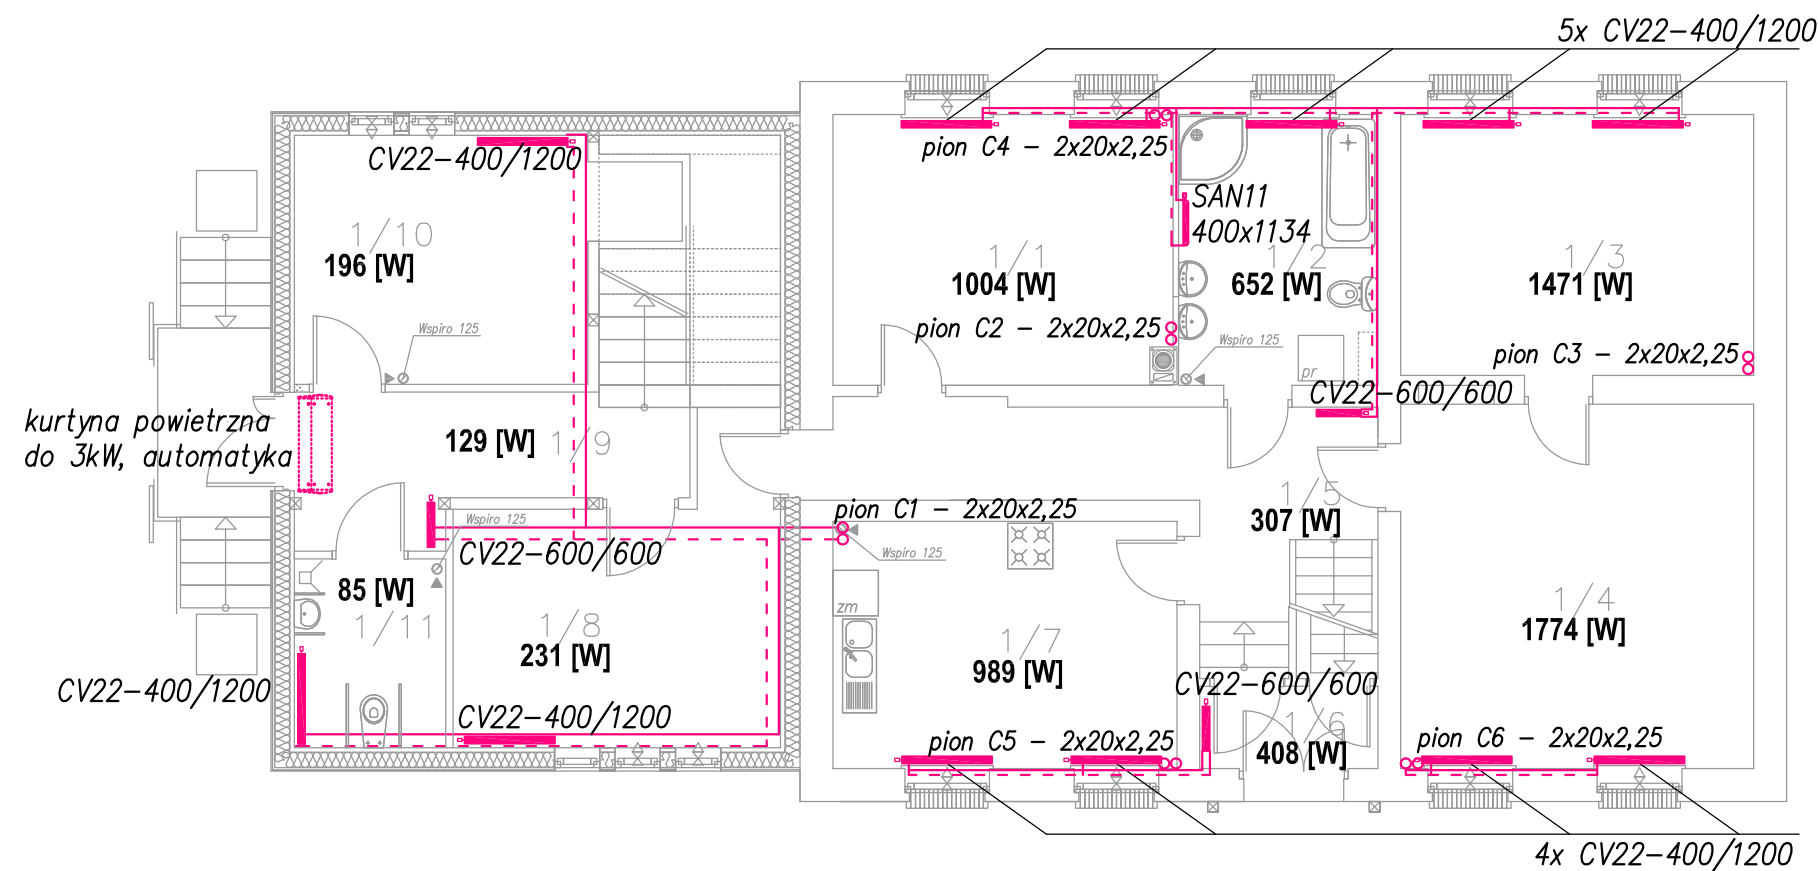 5x CV22-400/1200
CV22-400/1200
pion C4 - 2x20x2,25
SAN11
400x1134
1/10
196 [W]
1/1
1004 [W]
1/2
652 [W]
1/3
1471 [W]
Wspiro 125
pion C2 - 2x20x2,25
Wspiro 125
pion C3 - 2x20x2,25
pr
CV22-600/600
kurtyna powietrzna
do 3kW, automatyka
129 [W]
1/9
pion C1 - 2x20x2,25
1/5
307 [W]
Wspiro 125
CV22-600/600
Wspiro 125
85 [W]
1/11
zm
1/8
231 [W]
1/7
989 [W]
1/4
1774 [W]
CV22-400/1200
CV22-600/600
CV22-400/1200
1/6
408 [W]
pion C5 - 2x20x2,25
pion C6 - 2x20x2,25
4x CV22-400/1200